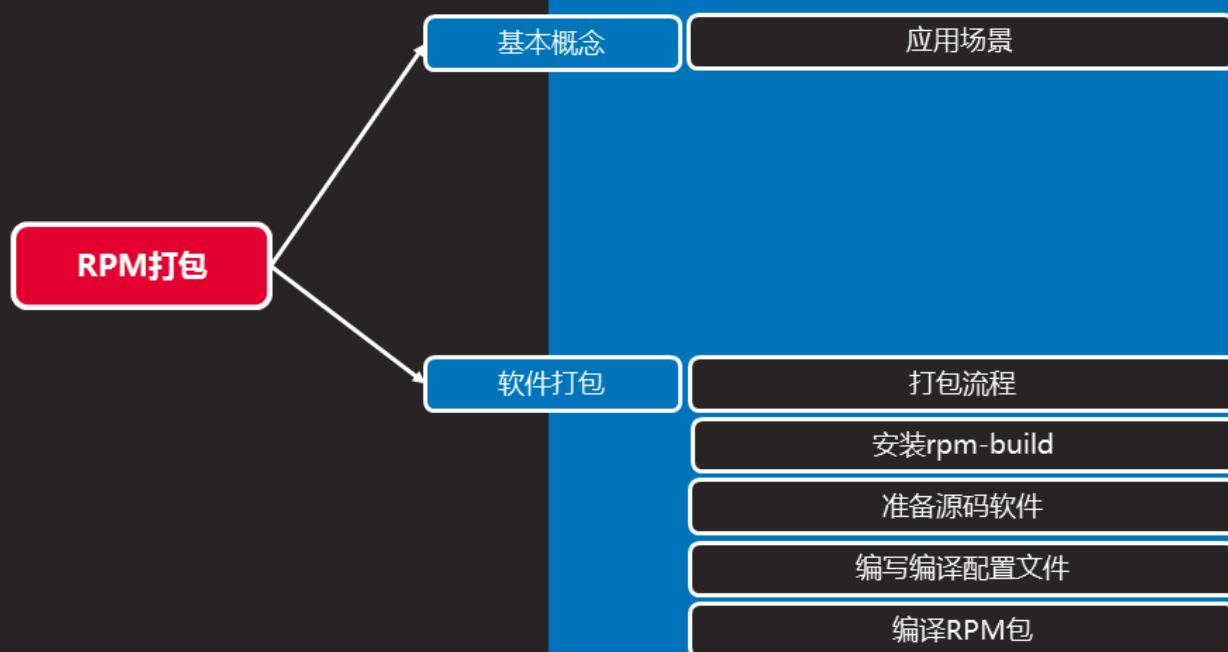 基本概念
应用场景
RPM打包
软件打包
打包流程
安装rpm-build
准备源码软件
编写编译配置文件
编译RPM包